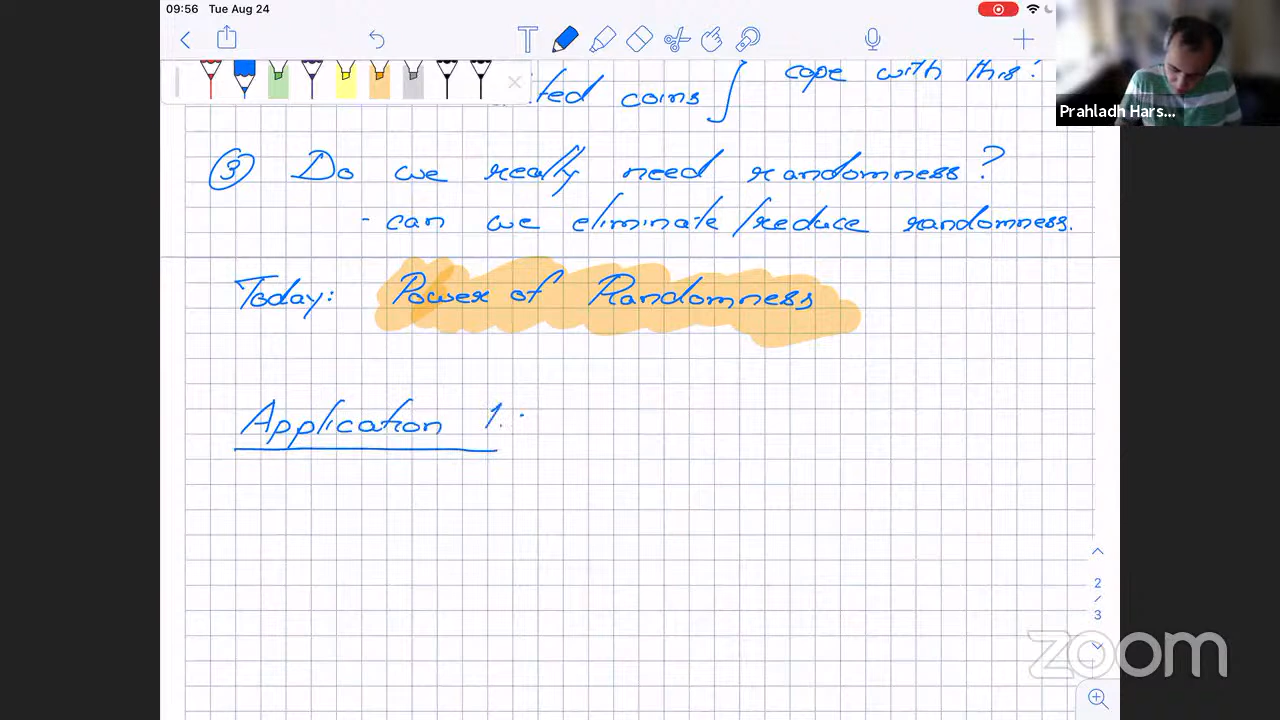 09:56 Tue Aug 24
cope with this?
ted coins
Prahladh Hars...
③ Do we really need randomness?
- can we eliminate/reduce randomness.
Today: Power of Randomness
Application 1:
2
/
3
zoom